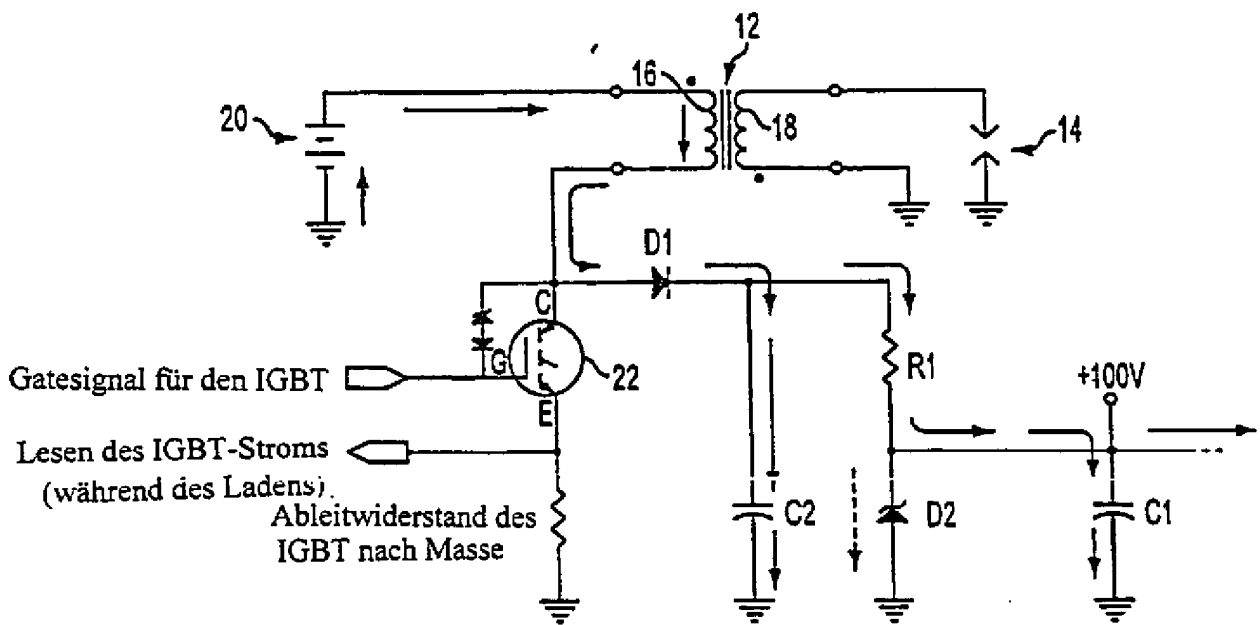 12
16
18
20
14
D1
C
G
22
R1
+100V
Gatesignal für den IGBT
E
Lesen des IGBT-Stroms
(während des Ladens).
Ableitwiderstand des
IGBT nach Masse
C2
D2
C1